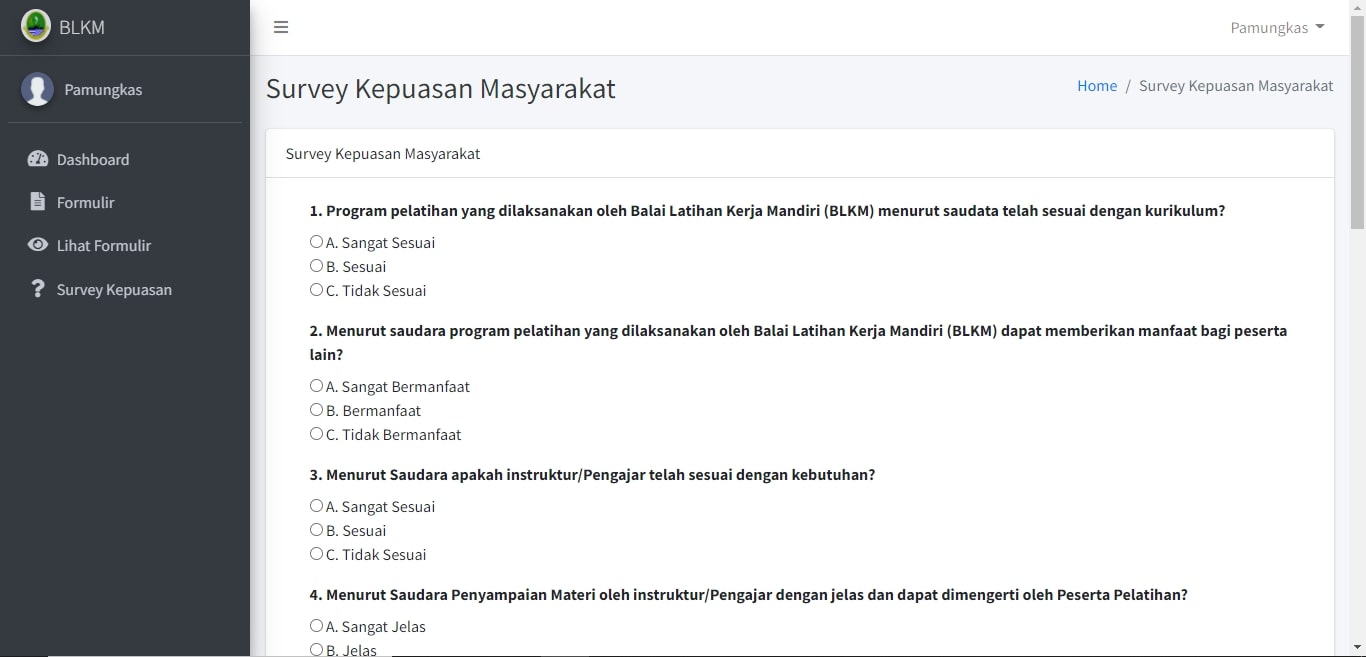 BLKM
Pamungkas
Pamungkas
Dashboard
Formulir
Lihat Formulir
Survey Kepuasan
Survey Kepuasan Masyarakat
Home / Survey Kepuasan Masyarakat
Survey Kepuasan Masyarakat
1. Program pelatihan yang dilaksanakan oleh Balai Latihan Kerja Mandiri (BLKM) menurut saudata telah sesuai dengan kurikulum?
A. Sangat Sesuai
B. Sesuai
C. Tidak Sesuai
2. Menurut saudara program pelatihan yang dilaksanakan oleh Balai Latihan Kerja Mandiri (BLKM) dapat memberikan manfaat bagi peserta
lain?
A. Sangat Bermanfaat
B. Bermanfaat
C. Tidak Bermanfaat
3. Menurut Saudara apakah instruktur/Pengajar telah sesuai dengan kebutuhan?
A. Sangat Sesuai
B. Sesuai
C. Tidak Sesuai
4. Menurut Saudara Penyampaian Materi oleh instruktur/Pengajar dengan jelas dan dapat dimengerti oleh Peserta Pelatihan?
A. Sangat Jelas
B. Jelas